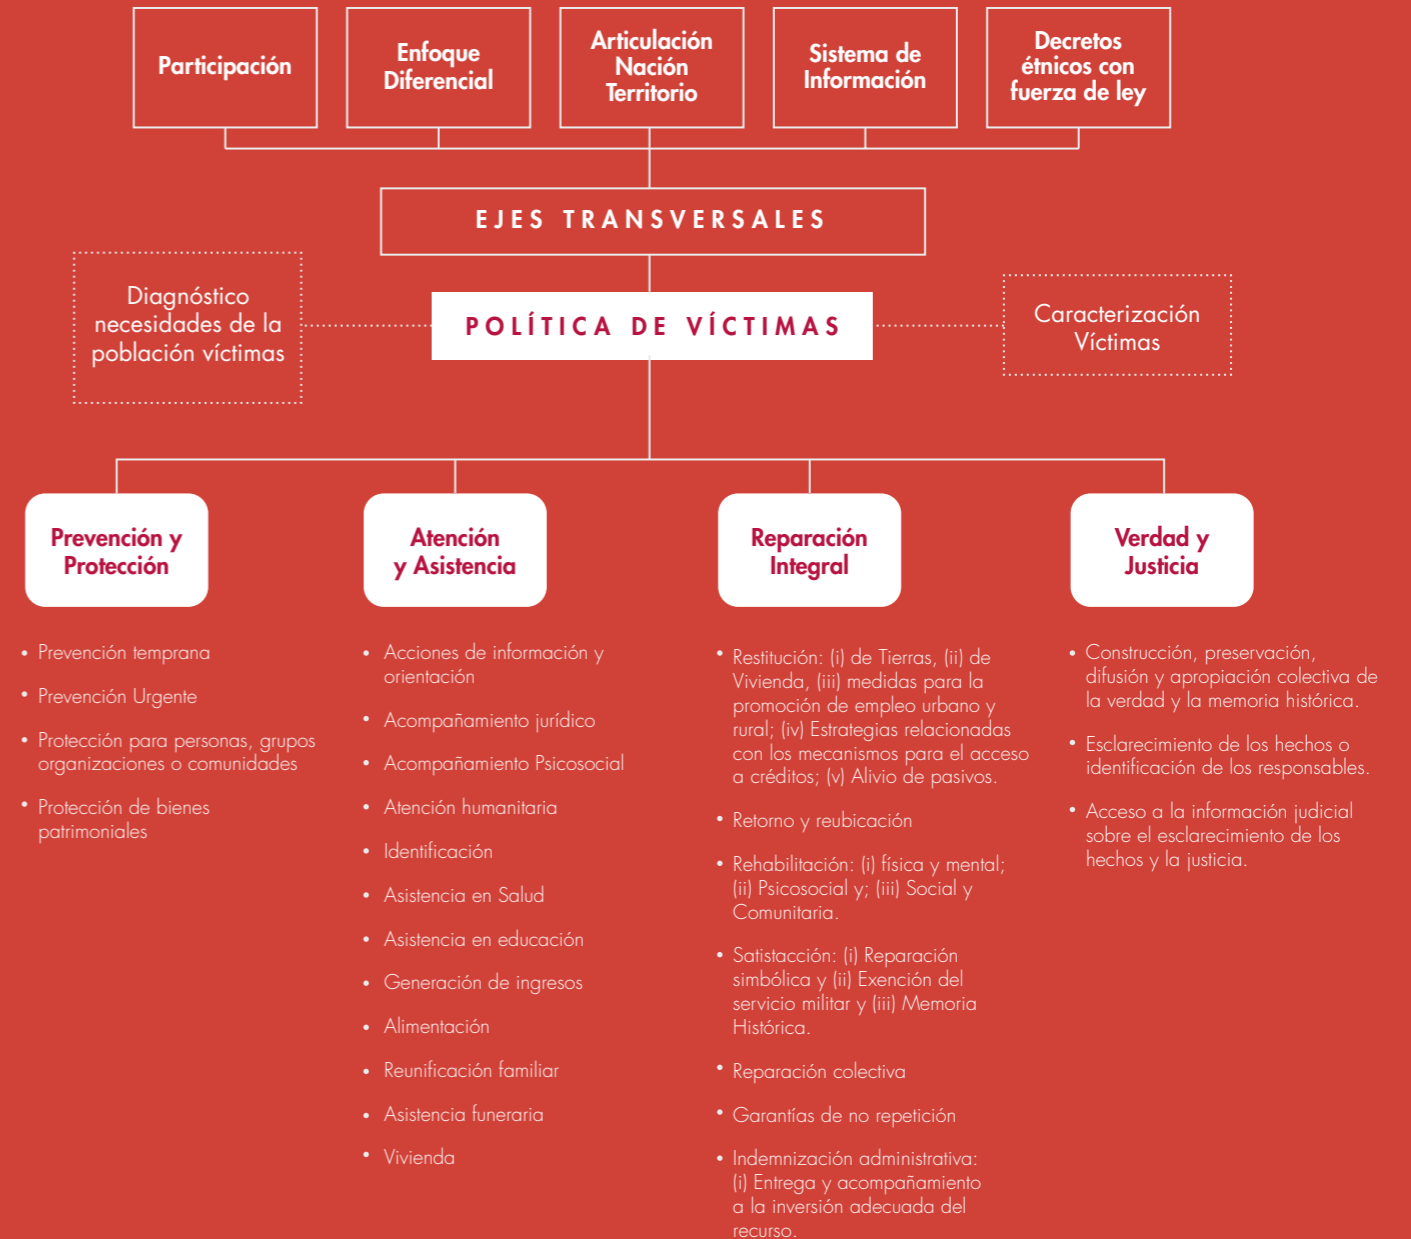 Participación
Enfoque
Diferencial
Articulación
Nación
Territorio
Sistema de
Información
Decretos
étnicos con
fuerza de ley
EJES TRANSVERSALES
Diagnóstico
necesidades de la
población víctimas
POLÍTICA DE VÍCTIMAS
Caracterización
Víctimas
Prevención y
Protección
• Prevención temprana
• Prevención Urgente
• Protección para personas, grupos
organizaciones o comunidades
• Protección de bienes
patrimoniales
Atención
y Asistencia
• Acciones de información y
orientación
• Acompañamiento jurídico
• Acompañamiento Psicosocial
• Atención humanitaria
• Identificación
• Asistencia en Salud
• Asistencia en educación
• Generación de ingresos
• Alimentación
• Reunificación familiar
• Asistencia funeraria
• Vivienda
Reparación
Integral
• Restitución: (i) de Tierras, (ii) de
Vivienda, (iii) medidas para la
promoción de empleo urbano y
rural; (iv) Estrategias relacionadas
con los mecanismos para el acceso
a créditos; (v) Alivio de pasivos.
• Retorno y reubicación
• Rehabilitación: (i) física y mental;
(ii) Psicosocial y; (iii) Social y
Comunitaria.
• Satistacción: (i) Reparación
simbólica y (ii) Exención del
servicio militar y (iii) Memoria
Histórica.
• Reparación colectiva
• Garantías de no repetición
• Indemnización administrativa:
(i) Entrega y acompañamiento
a la inversión adecuada del
recurso.
Verdad y
Justicia
• Construcción, preservación,
difusión y apropiación colectiva de
la verdad y la memoria histórica.
• Esclarecimiento de los hechos o
identificación de los responsables.
• Acceso a la información judicial
sobre el esclarecimiento de los
hechos y la justicia.